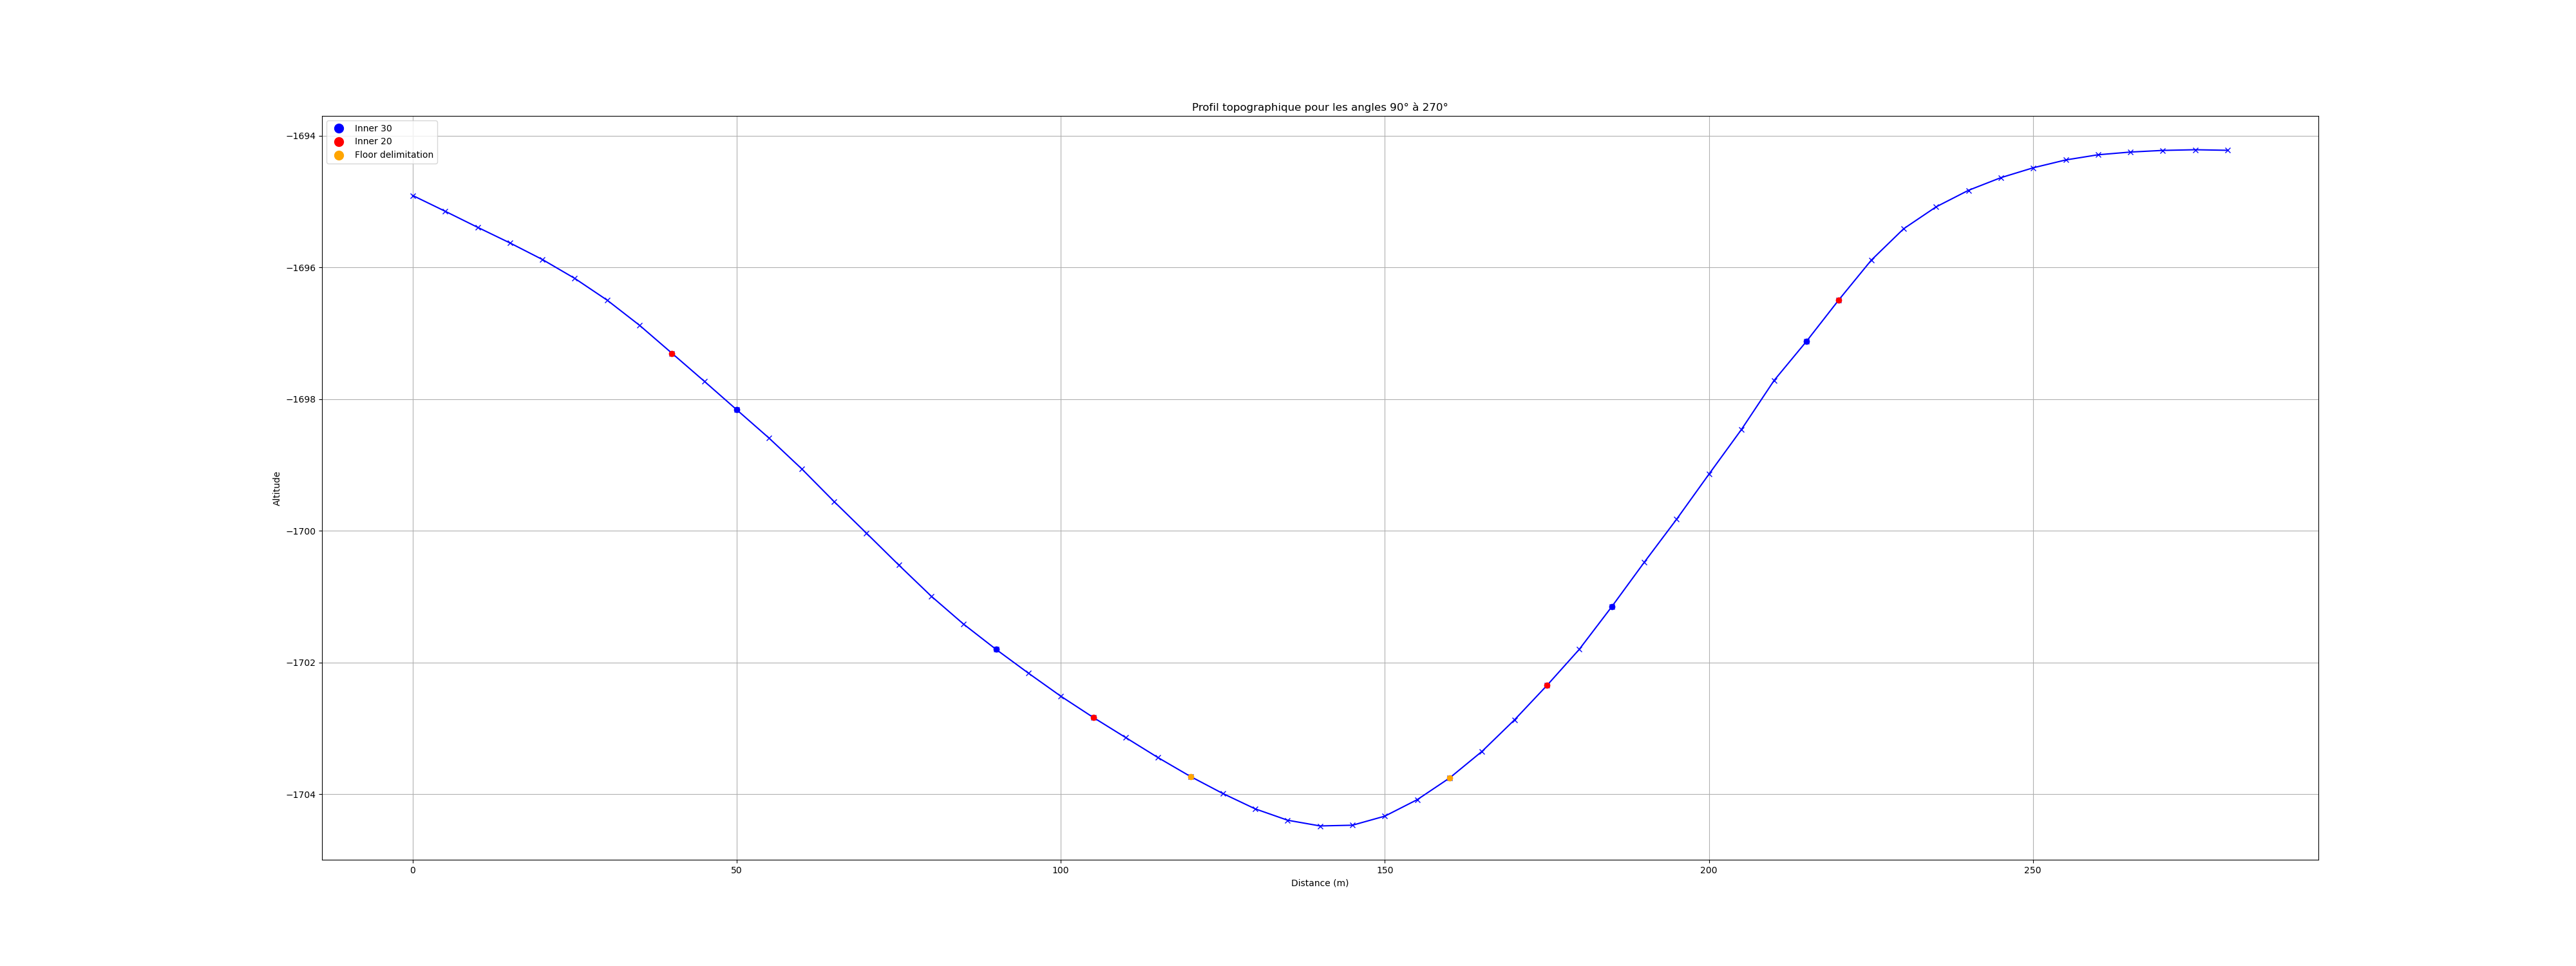 Profil topographique pour les angles 90° à 270°
Inner 30
Inner 20
Floor delimitation
−1694
−1696
−1698
−1700
−1702
−1704
Altitude
0
50
100
150
200
250
Distance (m)